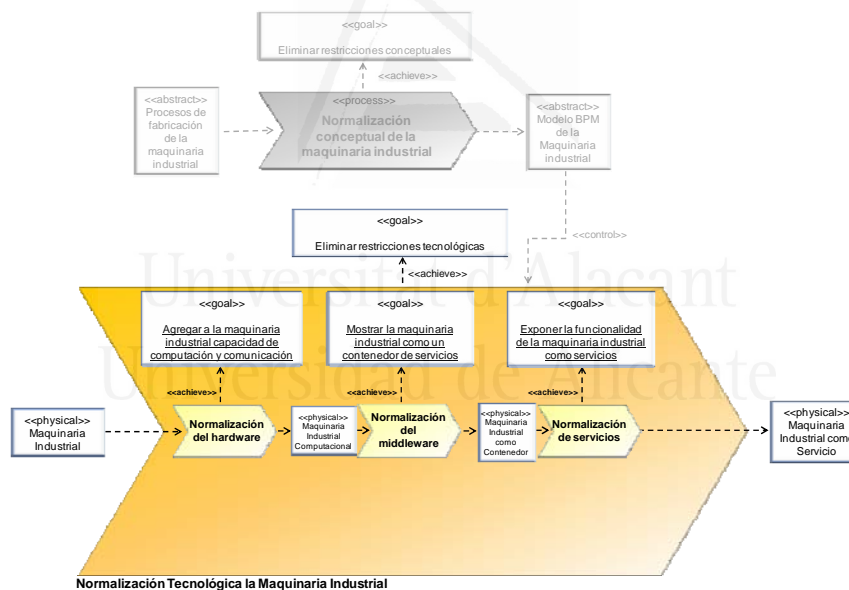 <<goal>>
Eliminar restricciones conceptuales
<<achieve>>
<<abstract>>
Procesos de
fabricación
de la
maquinaria
industrial
<<process>>
Normalización
conceptual de la
maquinaria industrial
<<abstract>>
Modelo BPM
de la
Maquinaria
industrial
<<goal>>
Eliminar restricciones tecnológicas
<<control>>
<<achieve>>
Universitat d'Alacant
Universidad de Alicante
<<goal>>
Agregar a la maquinaria
industrial capacidad de
computación y comunicación
<<goal>>
Mostrar la maquinaria
industrial como un
contenedor de servicios
<<goal>>
Exponer la funcionalidad
de la maquinaria industrial
como servicios
<<achieve>>
<<achieve>>
<<achieve>>
<<physical>>
Maquinaria
Industrial
Normalización
del hardware
<<physical>>
Maquinaria
Industrial
Computacional
Normalización
del
middleware
<<physical>>
Maquinaria
Industrial
como
Contenedor
Normalización
de servicios
<<physical>>
Maquinaria
Industrial como
Servicio
Normalización Tecnológica la Maquinaria Industrial